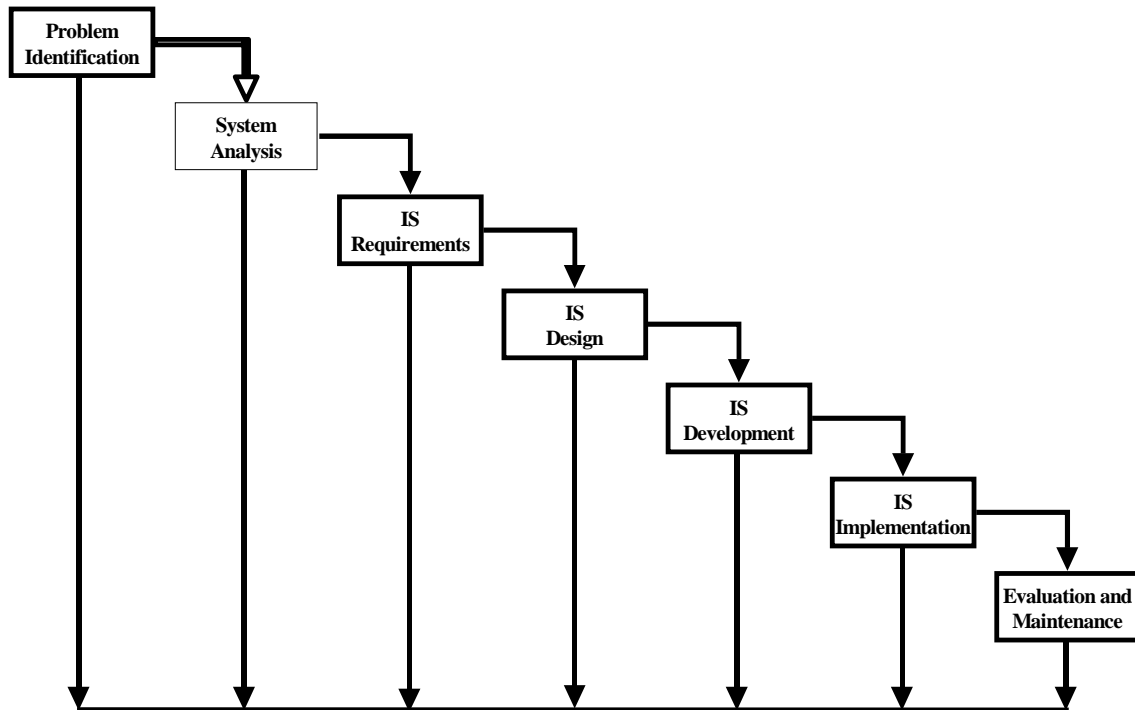 Problem
Identification
System
Analysis
IS
Requirements
IS
Design
IS
Development
IS
Implementation
Evaluation and
Maintenance